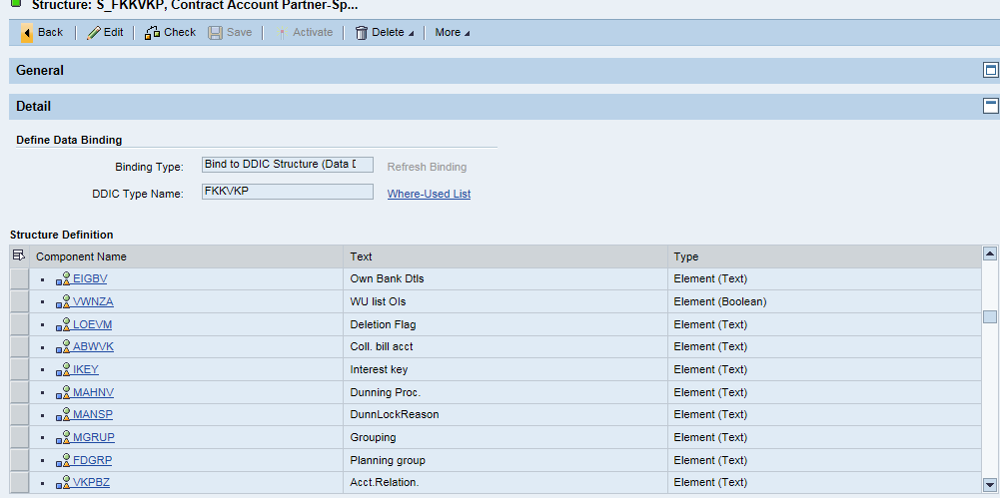 Structure: S_FKKVKP, Contract Account Partner-Sp...
Back Edit Check Save Activate Delete More
General
Detail
Define Data Binding
Binding Type: Bind to DDIC Structure (Data D Refresh Binding
DDIC Type Name: FKKVKP Where-Used List
Structure Definition
Component Name Text Type
EIGBV Own Bank Dtls Element (Text)
VWNZA WU list OIs Element (Boolean)
LOEVM Deletion Flag Element (Text)
ABWVK Coll. bill acct Element (Text)
IKEY Interest key Element (Text)
MAHNV Dunning Proc. Element (Text)
MANSP DunnLockReason Element (Text)
MGRUP Grouping Element (Text)
FDGRP Planning group Element (Text)
VKPBZ Acct.Relation. Element (Text)